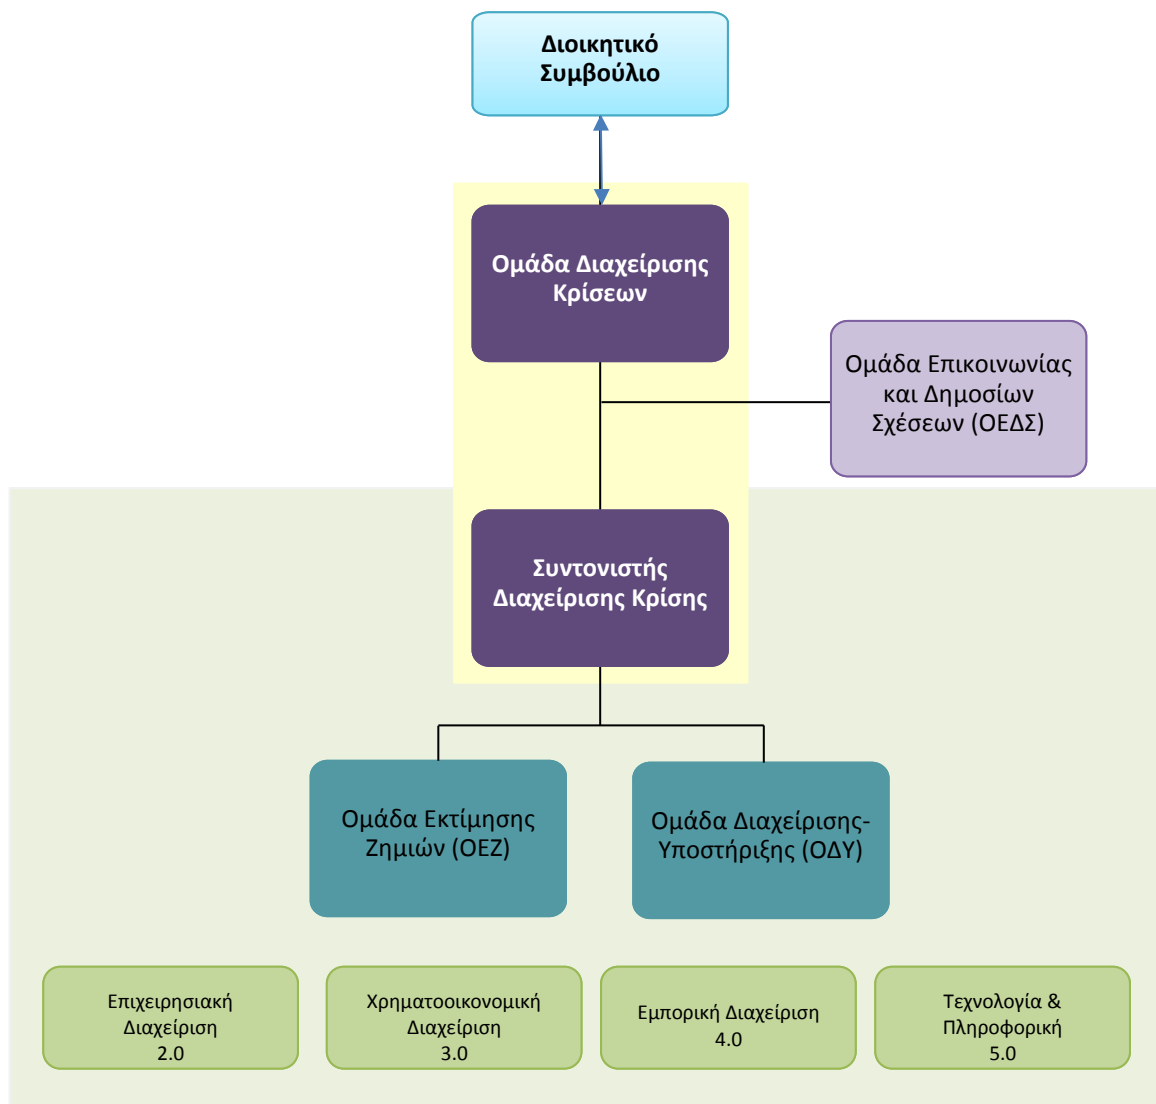 Διοικητικό
Συμβούλιο
Ομάδα Διαχείρισης
Κρίσεων
Ομάδα Επικοινωνίας
και Δημοσίων
Σχέσεων (ΟΕΔΣ)
Συντονιστής
Διαχείρισης Κρίσης
Ομάδα Εκτίμησης
Ζημιών (ΟΕΖ)
Ομάδα Διαχείρισης-
Υποστήριξης (ΟΔΥ)
Επιχειρησιακή
Διαχείριση
2.0
Χρηματοοικονομική
Διαχείριση
3.0
Εμπορική Διαχείριση
4.0
Τεχνολογία &
Πληροφορική
5.0